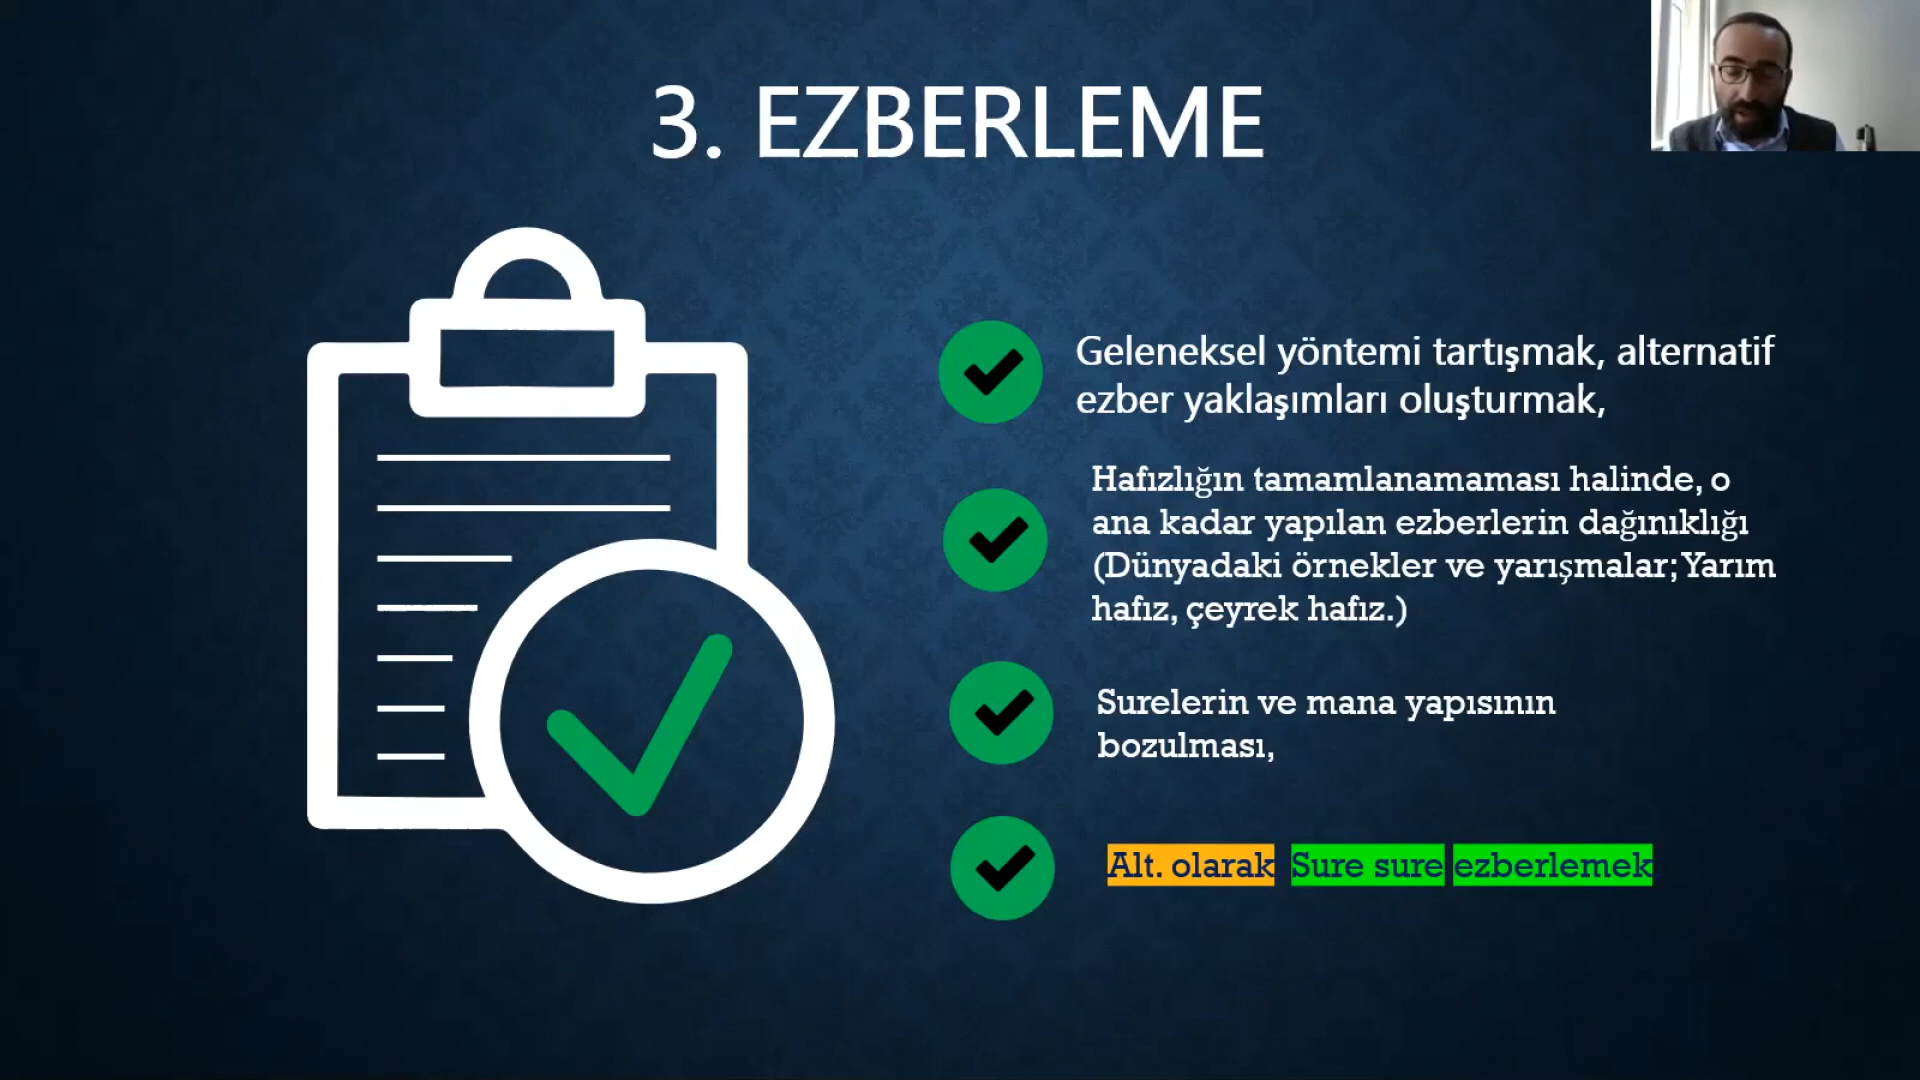 3. EZBERLEME
Geleneksel yöntemi tartışmak, alternatif
ezber yaklaşımları oluşturmak,
Hafızlığın tamamlanamaması halinde, o
ana kadar yapılan ezberlerin dağınıklığı
(Dünyadaki örnekler ve yarışmalar; Yarım
hafız, çeyrek hafız.)
Surelerin ve mana yapısının
bozulması,
Alt. olarak Sure sure ezberlemek